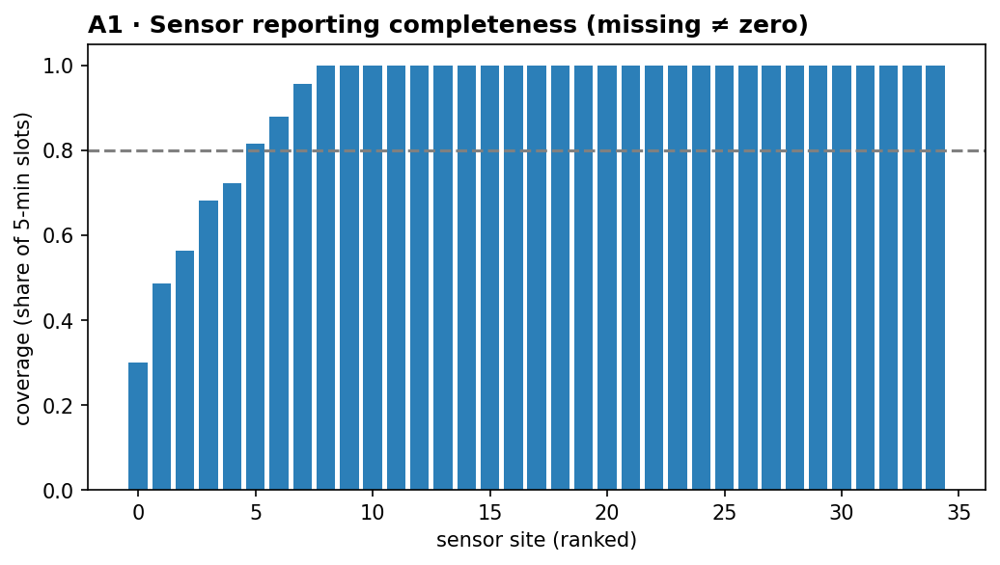 A1 · Sensor reporting completeness (missing ≠ zero)
coverage (share of 5-min slots)
1.0
0.8
0.6
0.4
0.2
0.0
0 5 10 15 20 25 30 35
sensor site (ranked)